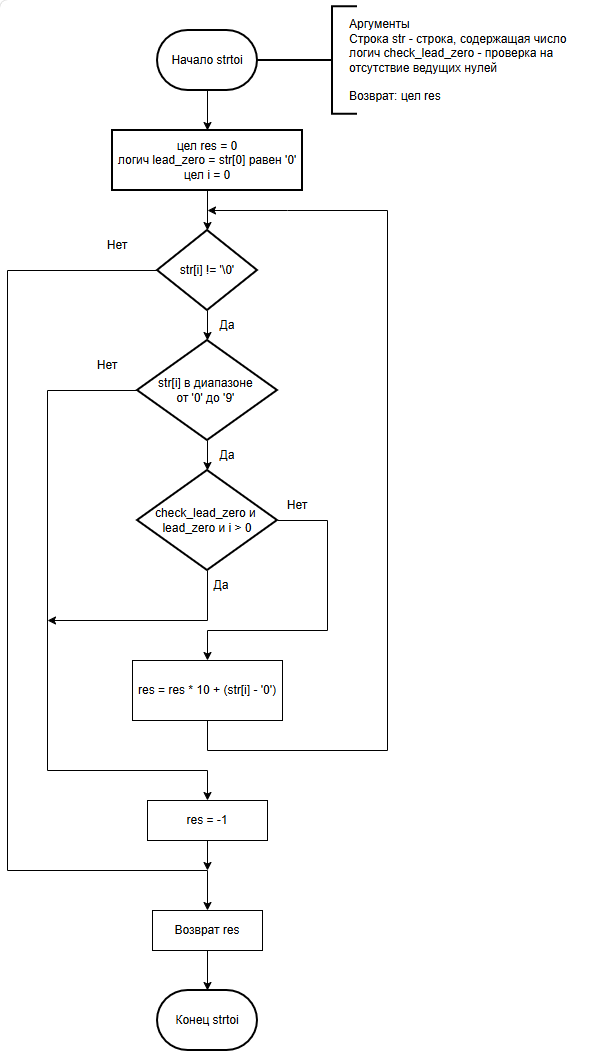 Начало strtoi
Аргументы
Строка str - строка, содержащая число
логич check_lead_zero - проверка на
отсутствие ведущих нулей
Возврат: цел res
цел res = 0
логич lead_zero = str[0] равен '0'
цел i = 0
Нет
str[i] != '\0'
Да
Нет
str[i] в диапазоне
от '0' до '9'
Да
check_lead_zero и
lead_zero и i > 0
Нет
Да
res = res * 10 + (str[i] - '0')
res = -1
Возврат res
Конец strtoi